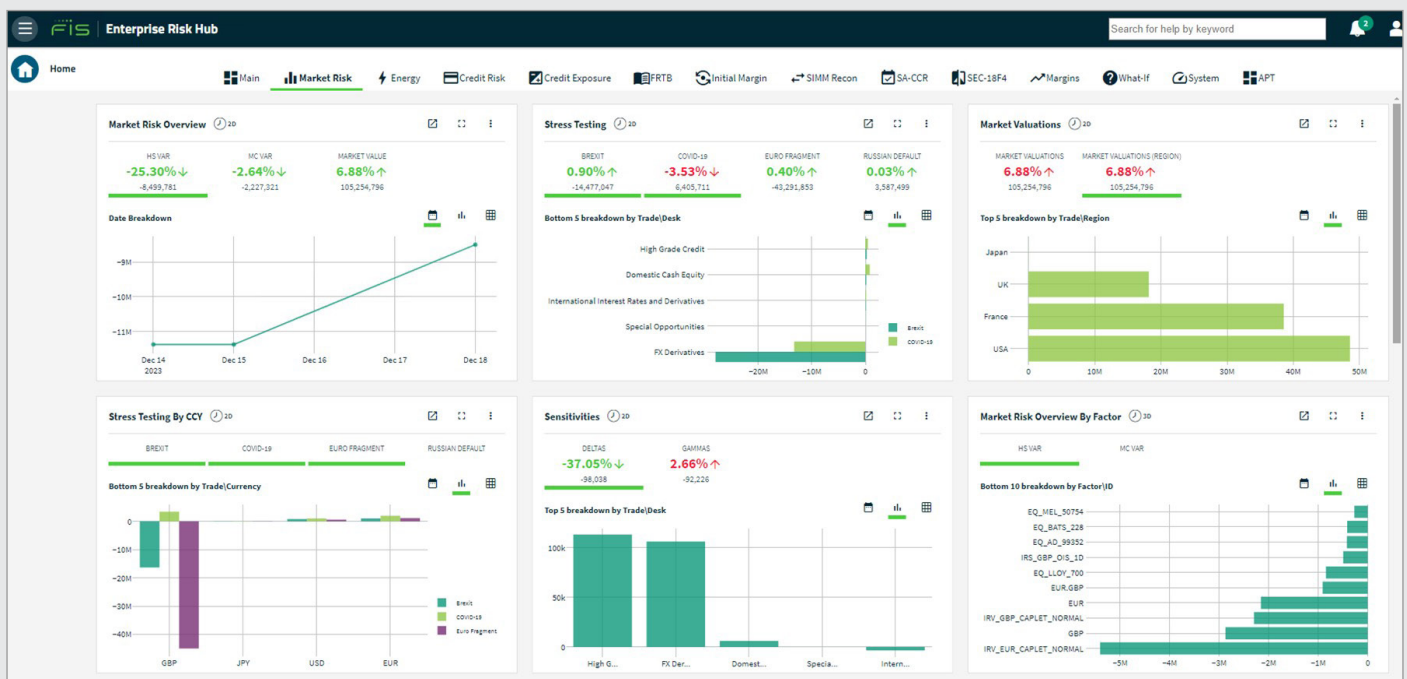 FIS Enterprise Risk Hub Search for help by keyword 2
Home Main Market Risk Energy Credit Risk Credit Exposure FRTB Initial Margin SIMM Recon SA-CCR SEC-18F4 Margins What-If System APT
Market Risk Overview 2D
HS VAR MC VAR MARKET VALUE
-25.30%↓ -2.64%↓ 6.88%↑
-8,499,781 -2,227,321 105,254,796
Date Breakdown
-9M
-10M
-11M
Dec 14 Dec 15 Dec 16 Dec 17 Dec 18
2023
Stress Testing 2D
BREXIT COVID-19 EURO FRAGMENT RUSSIAN DEFAULT
0.90%↑ -3.53%↓ 0.40%↑ 0.03%↑
-14,477,047 6,405,711 -43,291,853 3,587,499
Bottom 5 breakdown by Trade\Desk
High Grade Credit
Domestic Cash Equity
International Interest Rates and Derivatives
Special Opportunities
FX Derivatives
Brexit
COVID-19
-20M -10M 0
Market Valuations 2D
MARKET VALUATIONS MARKET VALUATIONS (REGION)
6.88%↑ 6.88%↑
105,254,796 105,254,796
Top 5 breakdown by Trade\Region
Japan
UK
France
USA
0 10M 20M 30M 40M 50M
Stress Testing By CCY 2D
BREXIT COVID-19 EURO FRAGMENT RUSSIAN DEFAULT
Bottom 5 breakdown by Trade\Currency
0
-10M
-20M
-30M
-40M
Brexit
COVID-19
Euro Fragment
GBP JPY USD EUR
Sensitivities 2D
DELTAS GAMMAS
-37.05%↓ 2.66%↑
-98,038 -92,226
Top 5 breakdown by Trade\Desk
100k
50k
0
High G... FX Der... Domest... Specia... Intern...
Market Risk Overview By Factor 3D
HS VAR MC VAR
Bottom 10 breakdown by Factor\ID
EQ_MEL_50754
EQ_BATS_228
EQ_AD_99352
IRS_GBP_OIS_1D
EQ_LLOY_700
EUR.GBP
EUR
IRV_GBP_CAPLET_NORMAL
GBP
IRV_EUR_CAPLET_NORMAL
-5M -4M -3M -2M -1M 0